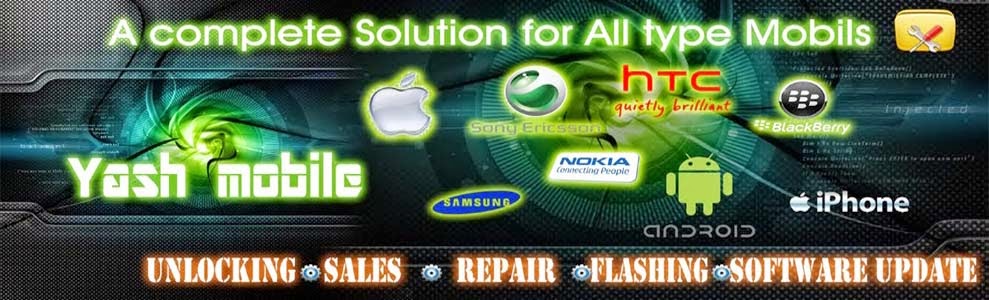 A complete Solution for All type Mobils
Sony Ericsson
hTC
quietly brilliant
BlackBerry
Injected
Yash mobile
NOKIA
Connecting People
SAMSUNG
ANDROID
iPhone
UNLOCKING SALES REPAIR FLASHING SOFTWARE UPDATE